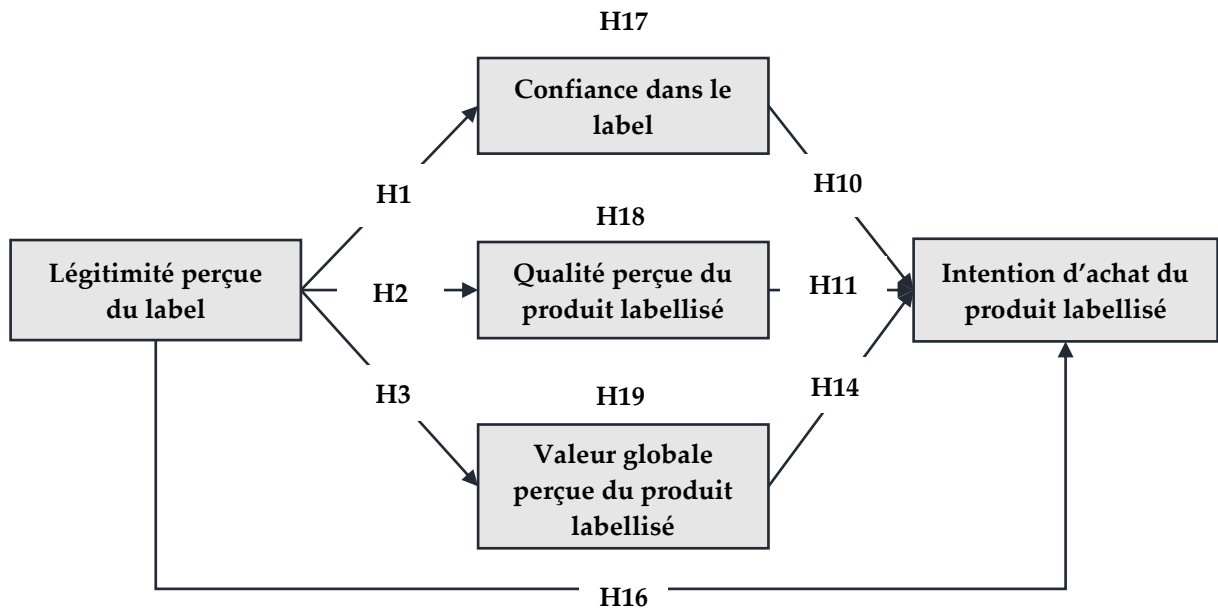 H17
Confiance dans le
label
H1
H10
H18
Légitimité perçue
du label
H2
Qualité perçue du
produit labellisé
H11
Intention d’achat du
produit labellisé
H3
H19
H14
Valeur globale
perçue du produit
labellisé
H16